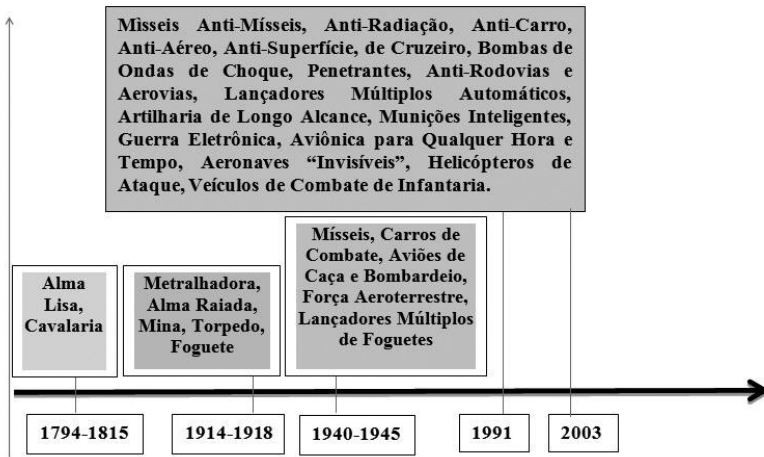 Mìsseis Anti-Mísseis, Anti-Radiação, Anti-Carro,
Anti-Aéreo, Anti-Superfície, de Cruzeiro, Bombas de
Ondas de Choque, Penetrantes, Anti-Rodovias e
Aerovias, Lançadores Múltiplos Automáticos,
Artilharia de Longo Alcance, Munições Inteligentes,
Guerra Eletrônica, Aviônica para Qualquer Hora e
Tempo, Aeronaves “Invisíveis”, Helicópteros de
Ataque, Veículos de Combate de Infantaria.
Alma
Lisa,
Cavalaria
Metralhadora,
Alma Raiada,
Mina, Torpedo,
Foguete
Mísseis, Carros de
Combate, Aviões de
Caça e Bombardeio,
Força Aeroterrestre,
Lançadores Múltiplos
de Foguetes
1794-1815
1914-1918
1940-1945
1991
2003